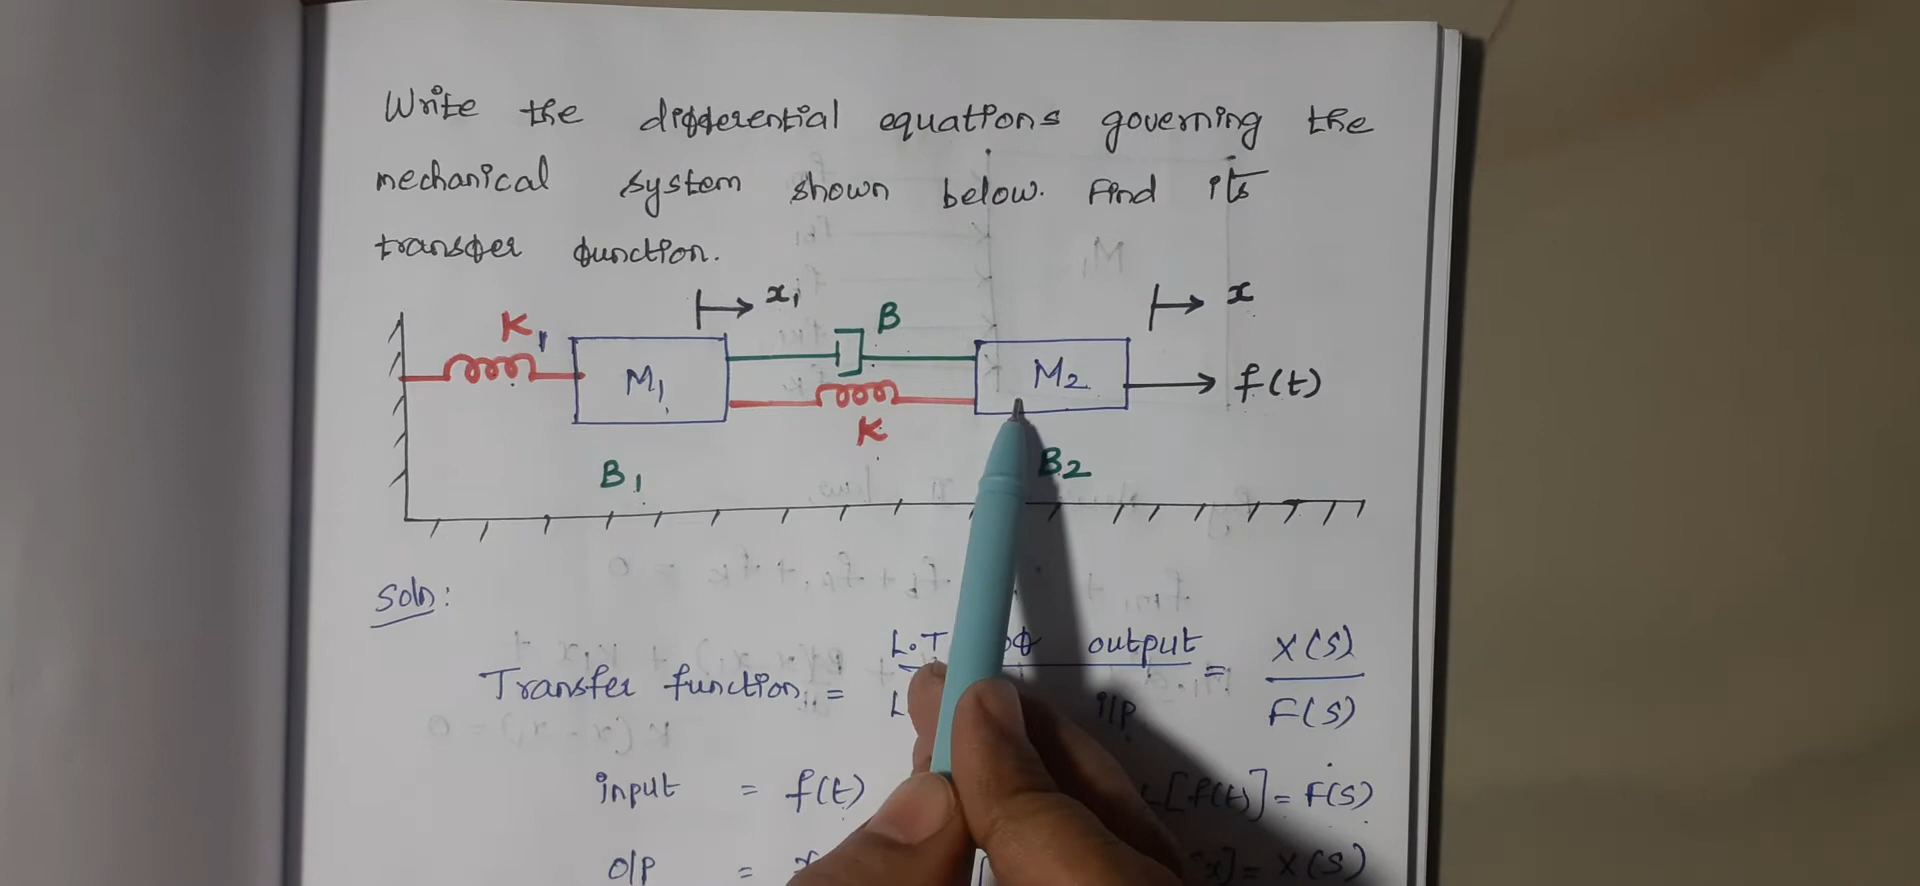 Write the differential equations governing the
mechanical system shown below. Find its
transfer function.
x1 B x
K1 M1 M2 f(t)
K
B1 B2
Soln:
Transfer function = output / i/p = X(s) / F(s)
input = f(t) L[f(t)] = F(s)
o/p = [x] = X(s)